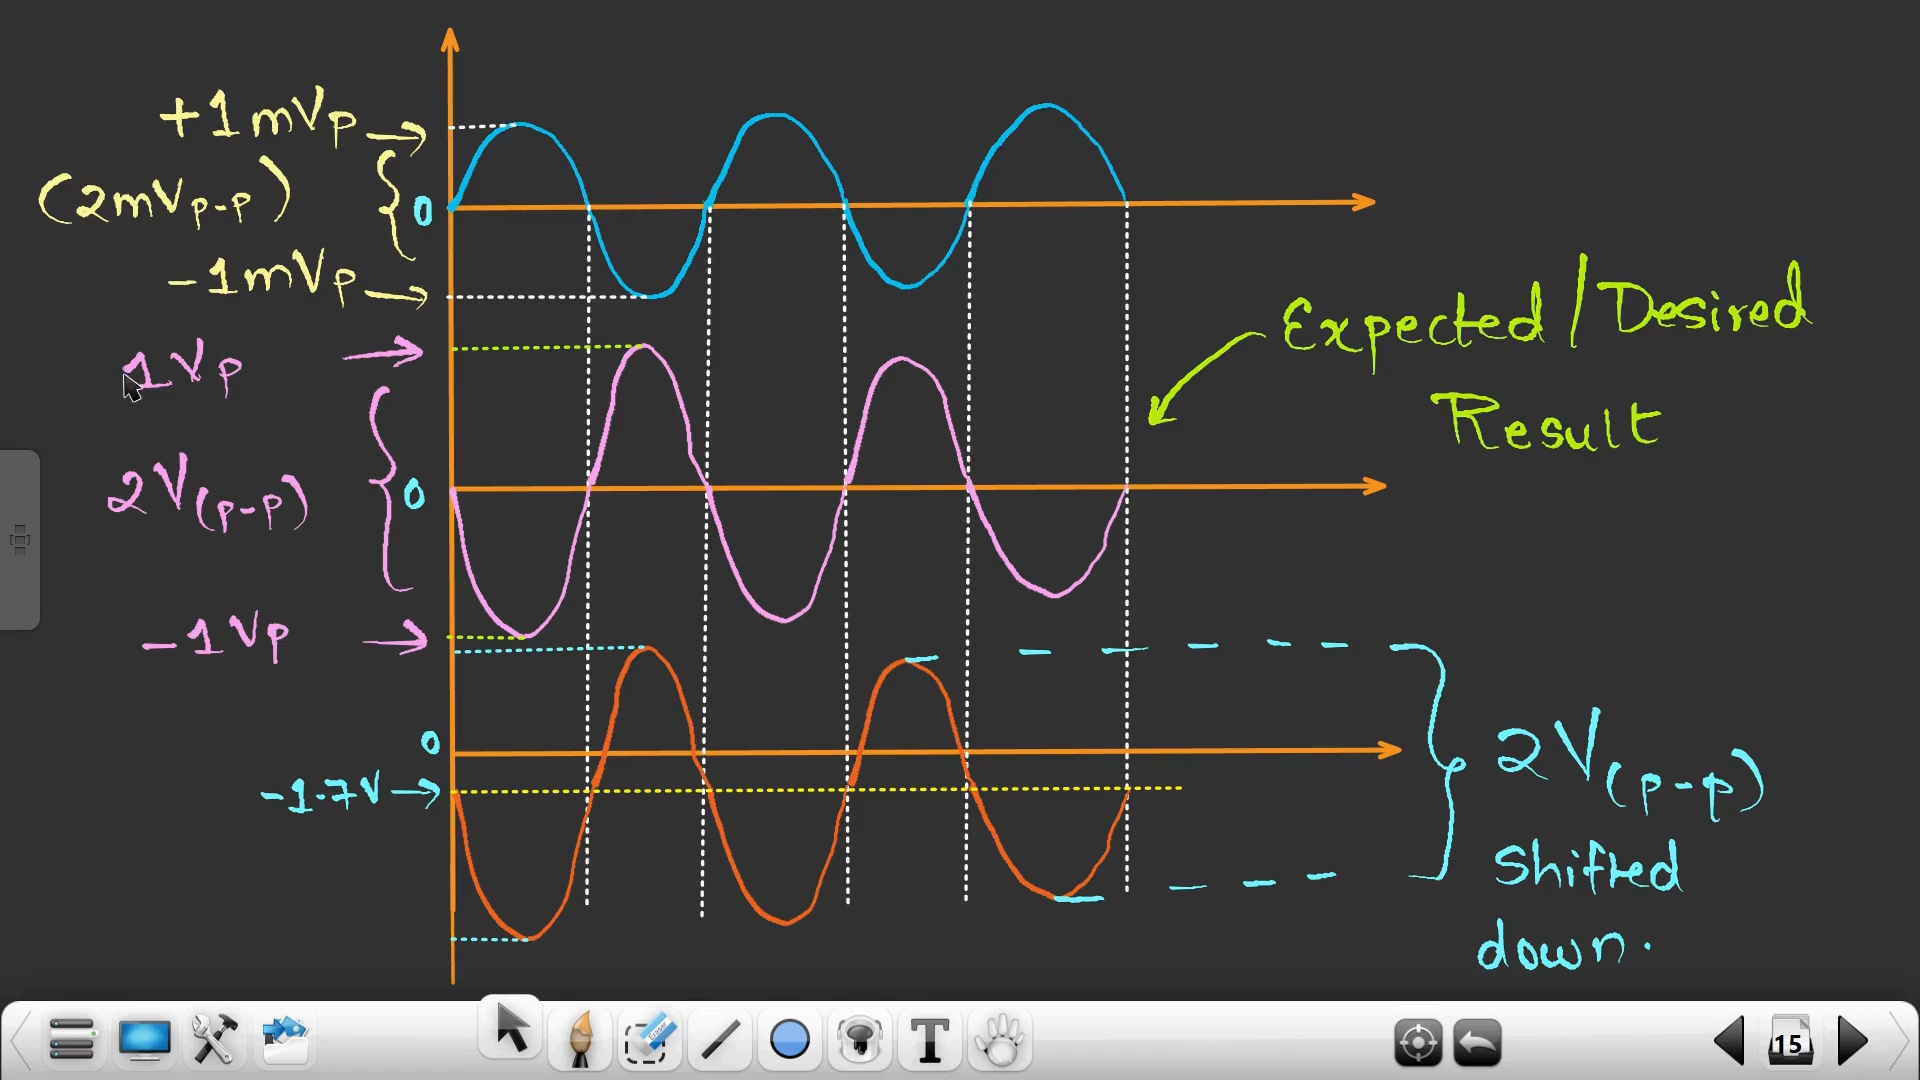 +1mVp
(2mVp-p)
0
-1mVp
Expected/Desired
Result
1Vp
2V(p-p)
0
-1Vp
0
-1.7V
2V(p-p)
Shifted
down.
T
15